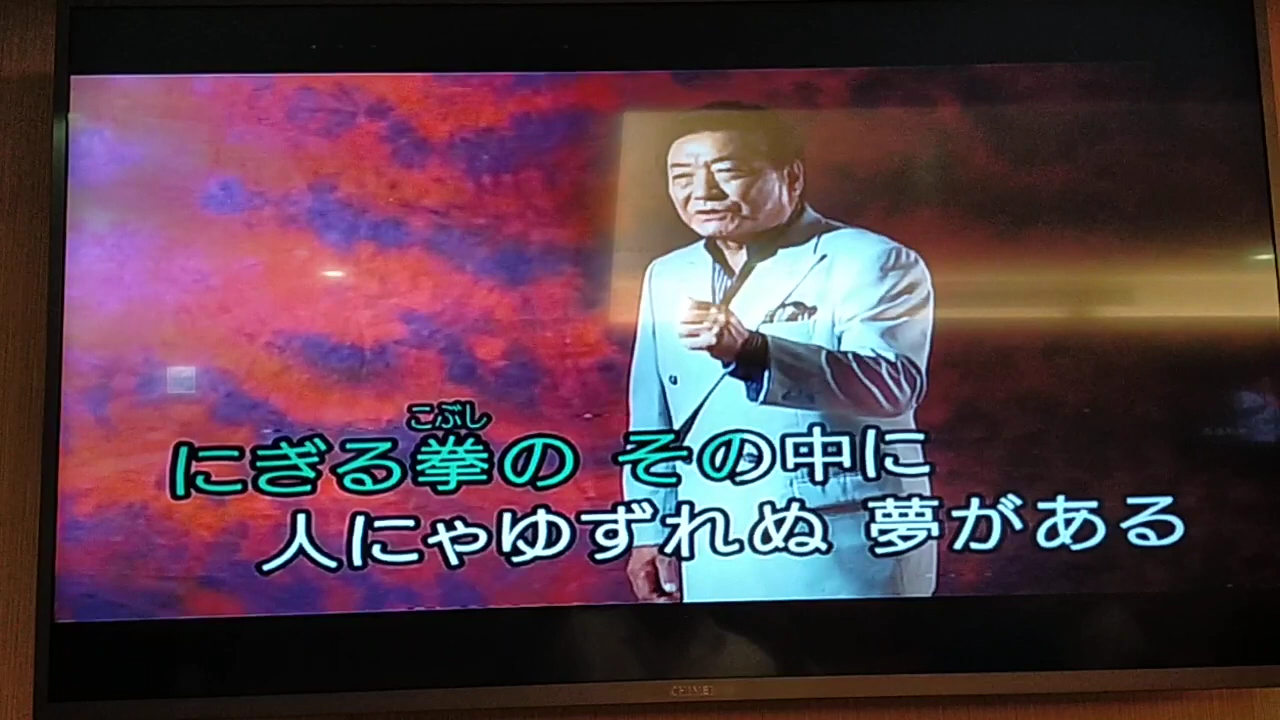 こぶし
にぎる拳の その中に
人にゃゆずれぬ 夢がある